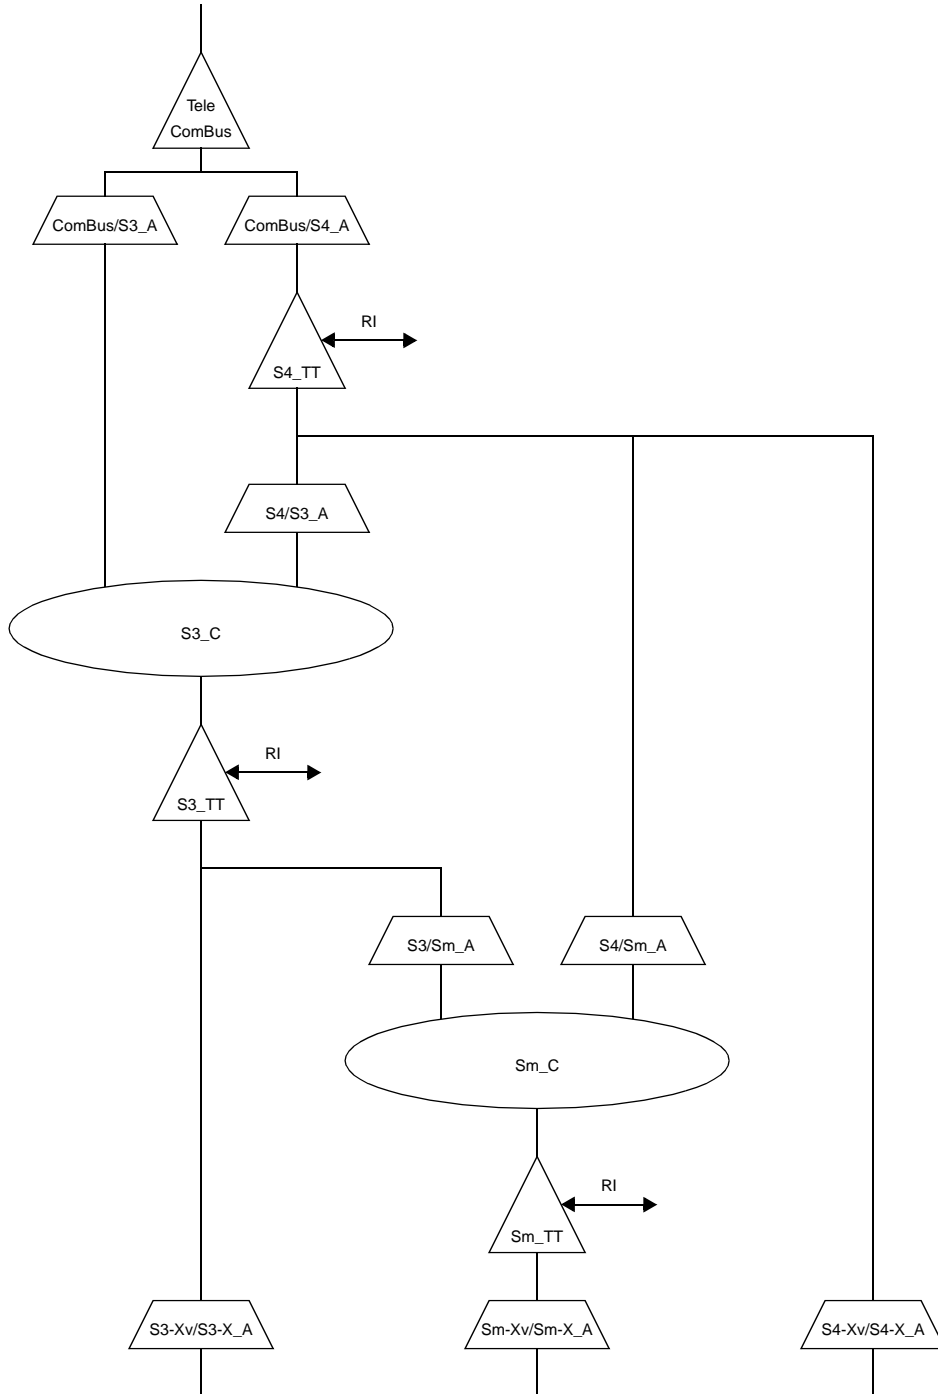 Tele
ComBus
ComBus/S3_A
ComBus/S4_A
RI
S4_TT
S4/S3_A
S3_C
RI
S3_TT
S3/Sm_A
S4/Sm_A
Sm_C
RI
Sm_TT
S3-Xv/S3-X_A
Sm-Xv/Sm-X_A
S4-Xv/S4-X_A